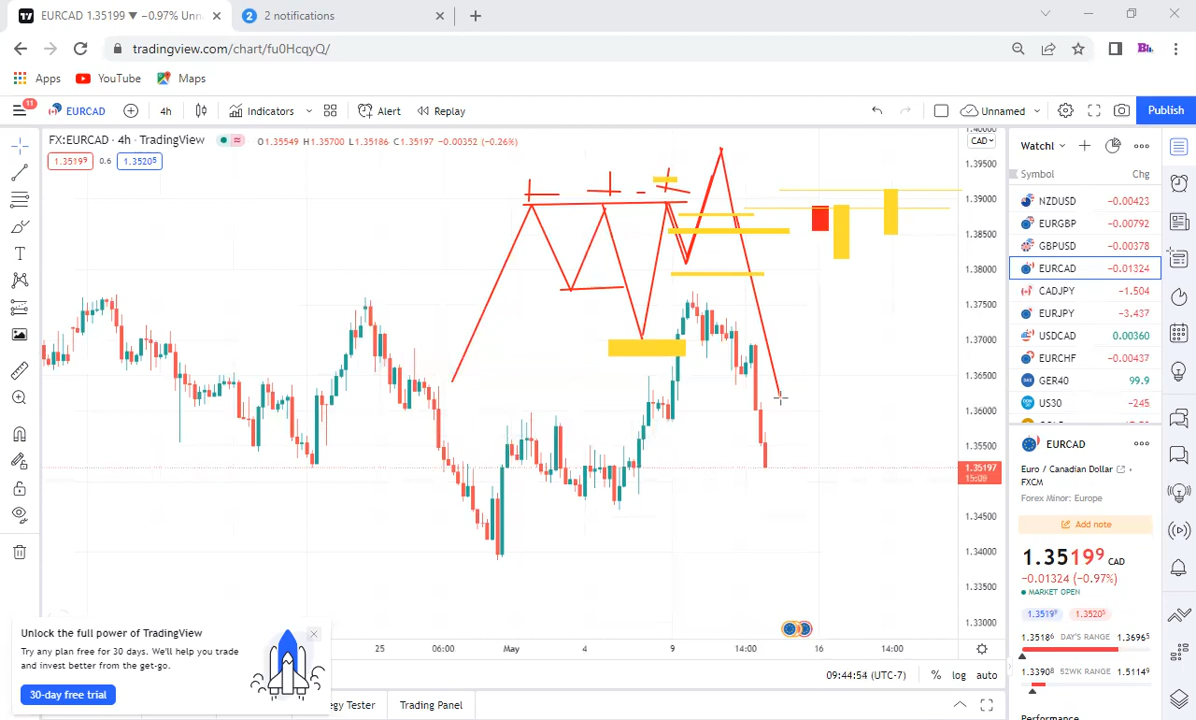 EURCAD 1.35199 ▼ −0.97% Unn
2 2 notifications
tradingview.com/chart/fu0HcqyQ/
Apps YouTube Maps
11 EURCAD 4h Indicators Alert Replay Unnamed Publish
FX:EURCAD · 4h · TradingView O1.35549 H1.35700 L1.35186 C1.35197 −0.00352 (−0.26%)
1.35199 0.6 1.35205
CAD
1.40000
1.39500
1.39000
1.38500
1.38000
1.37500
1.37000
1.36500
1.36000
1.35500
1.35197
15:09
1.34500
1.34000
1.33500
1.33000
25 06:00 May 4 9 14:00 16 14:00
09:44:54 (UTC-7) % log auto
Unlock the full power of TradingView
Try any plan free for 30 days. We'll help you trade
and invest better from the get-go.
30-day free trial
egy Tester Trading Panel
Watchl
Symbol Chg
NZDUSD −0.00423
EURGBP −0.00792
GBPUSD −0.00378
EURCAD −0.01324
CADJPY −1.504
EURJPY −3.437
USDCAD 0.00360
EURCHF −0.00437
GER40 99.9
US30 −245
EURCAD
Euro / Canadian Dollar
FXCM
Forex Minor: Europe
Add note
1.35199 CAD
−0.01324 (−0.97%)
MARKET OPEN
1.35199 1.35205
1.35186 DAY'S RANGE 1.36965
1.33908 52WK RANGE 1.51149
Performance